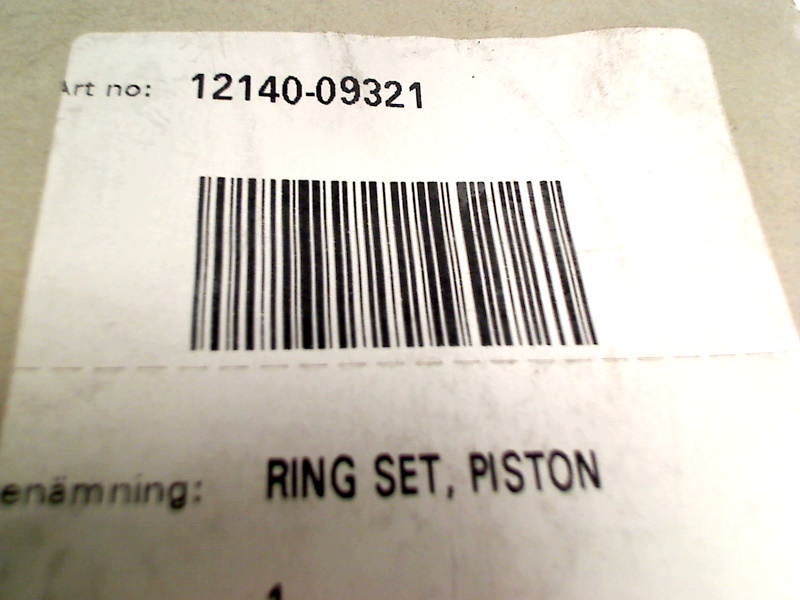 Art no: 12140-09321
enämning: RING SET, PISTON